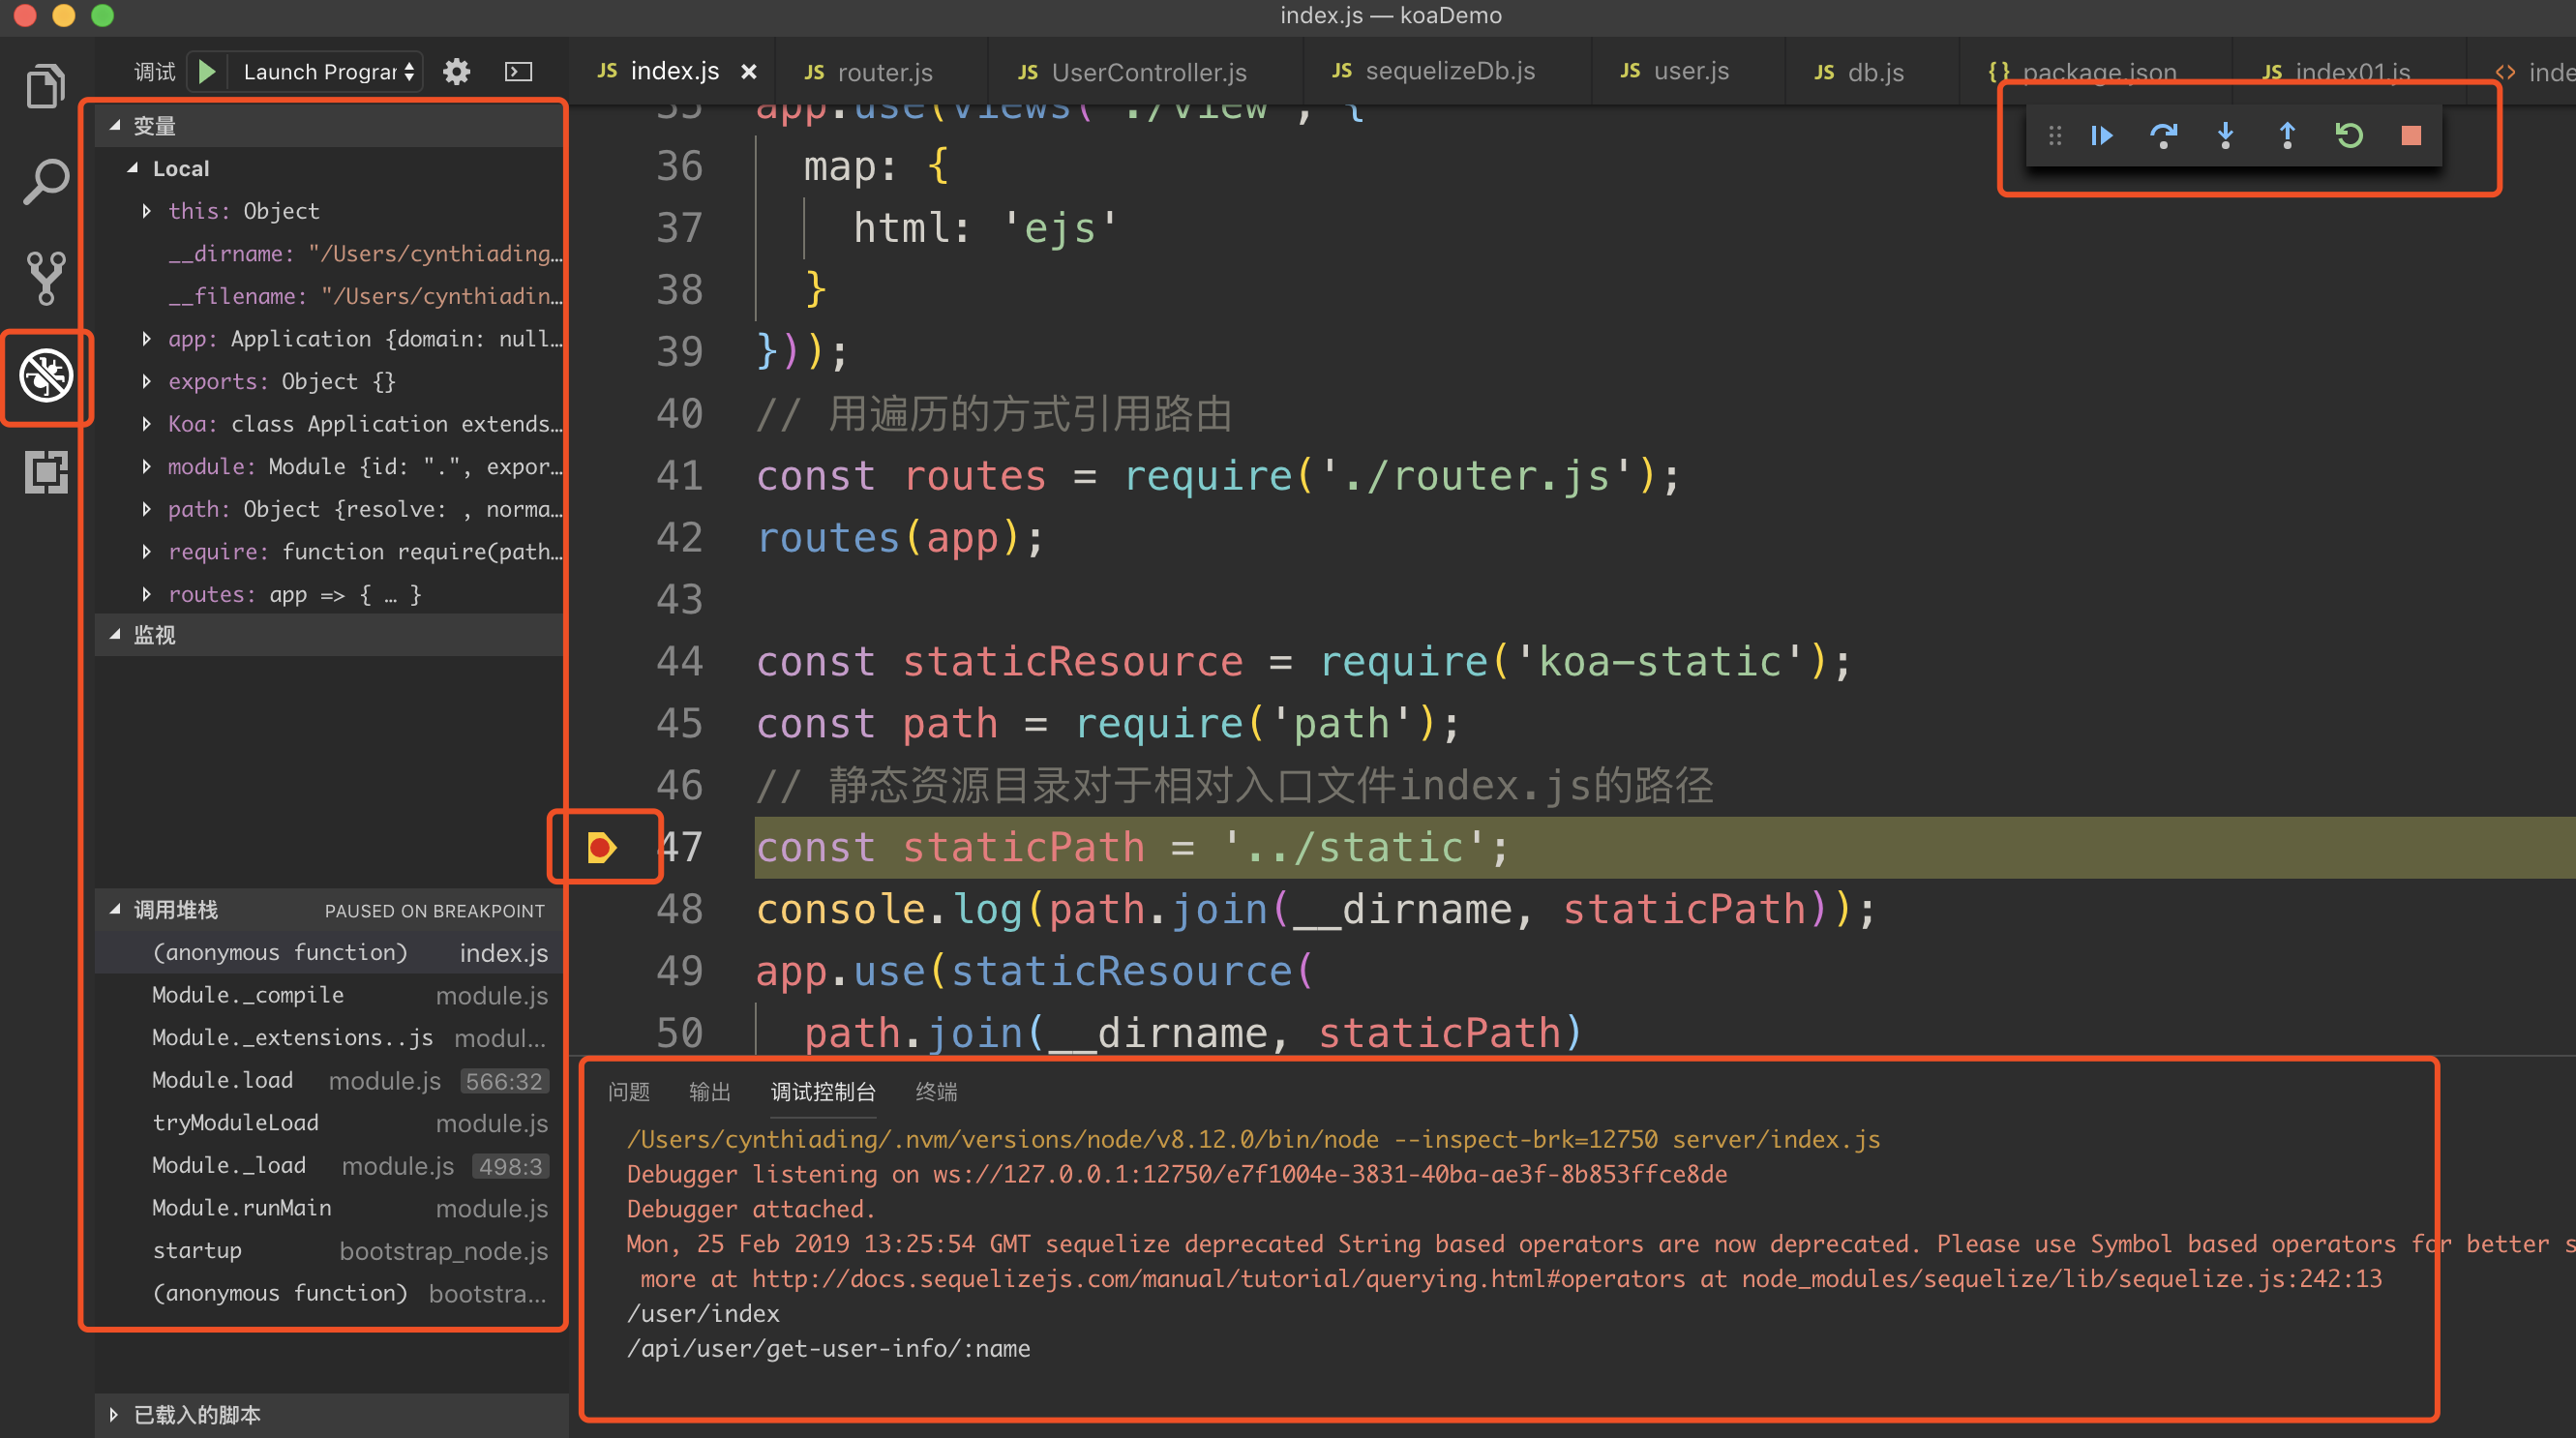 index.js — koaDemo
调试 Launch Prograr
JS index.js × JS router.js JS UserController.js JS sequelizeDb.js JS user.js JS db.js {} package.json JS index01.js <> inde
变量
Local
this: Object
__dirname: "/Users/cynthiading…
__filename: "/Users/cynthiadin…
app: Application {domain: null…
exports: Object {}
Koa: class Application extends…
module: Module {id: ".", expor…
path: Object {resolve: , norma…
require: function require(path…
routes: app => { … }
监视
调用堆栈 PAUSED ON BREAKPOINT
(anonymous function) index.js
Module._compile module.js
Module._extensions..js modul...
Module.load module.js 566:32
tryModuleLoad module.js
Module._load module.js 498:3
Module.runMain module.js
startup bootstrap_node.js
(anonymous function) bootstra...
已载入的脚本
35 app.use(views('./view', {
36 map: {
37 html: 'ejs'
38 }
39 }));
40 // 用遍历的方式引用路由
41 const routes = require('./router.js');
42 routes(app);
43
44 const staticResource = require('koa-static');
45 const path = require('path');
46 // 静态资源目录对于相对入口文件index.js的路径
47 const staticPath = '../static';
48 console.log(path.join(__dirname, staticPath));
49 app.use(staticResource(
50 path.join(__dirname, staticPath)
问题 输出 调试控制台 终端
/Users/cynthiading/.nvm/versions/node/v8.12.0/bin/node --inspect-brk=12750 server/index.js
Debugger listening on ws://127.0.0.1:12750/e7f1004e-3831-40ba-ae3f-8b853ffce8de
Debugger attached.
Mon, 25 Feb 2019 13:25:54 GMT sequelize deprecated String based operators are now deprecated. Please use Symbol based operators for better s
more at http://docs.sequelizejs.com/manual/tutorial/querying.html#operators at node_modules/sequelize/lib/sequelize.js:242:13
/user/index
/api/user/get-user-info/:name